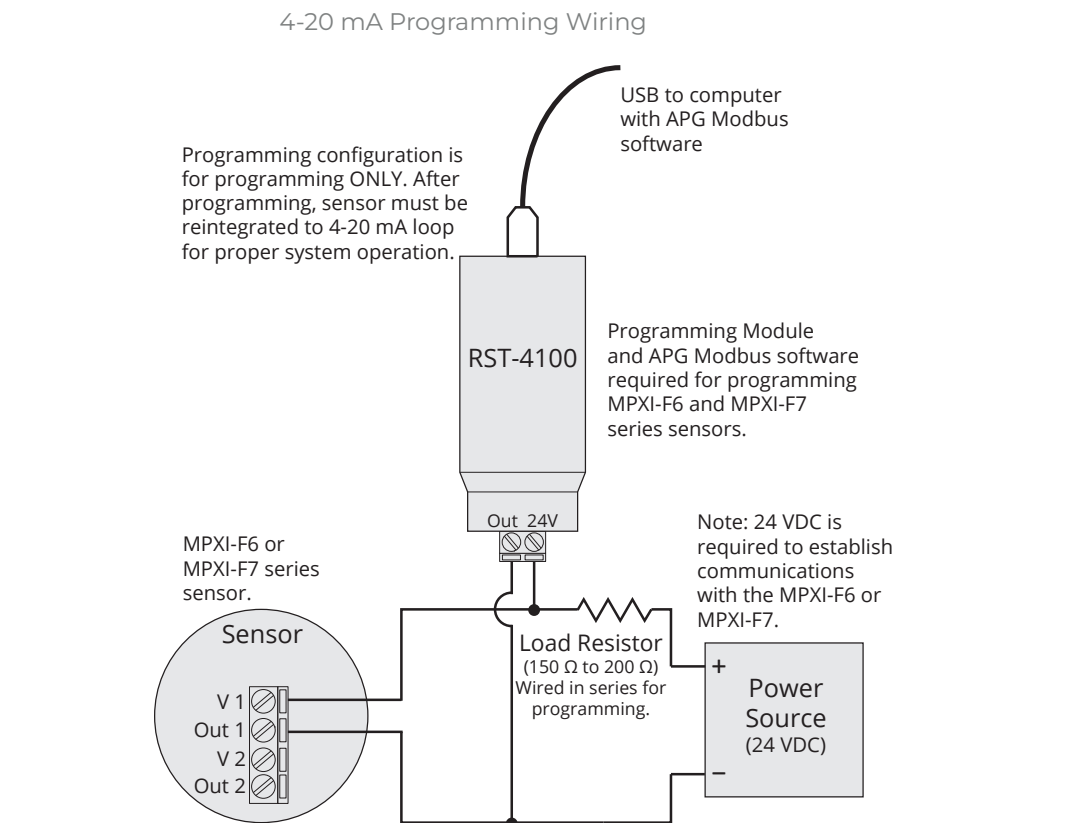 4-20 mA Programming Wiring
USB to computer
with APG Modbus
software
Programming configuration is
for programming ONLY. After
programming, sensor must be
reintegrated to 4-20 mA loop
for proper system operation.
RST-4100
Programming Module
and APG Modbus software
required for programming
MPXI-F6 and MPXI-F7
series sensors.
Out 24V
Note: 24 VDC is
required to establish
communications
with the MPXI-F6 or
MPXI-F7.
MPXI-F6 or
MPXI-F7 series
sensor.
Sensor
V 1
Out 1
V 2
Out 2
Load Resistor
(150 Ω to 200 Ω)
Wired in series for
programming.
+
Power
Source
(24 VDC)
−